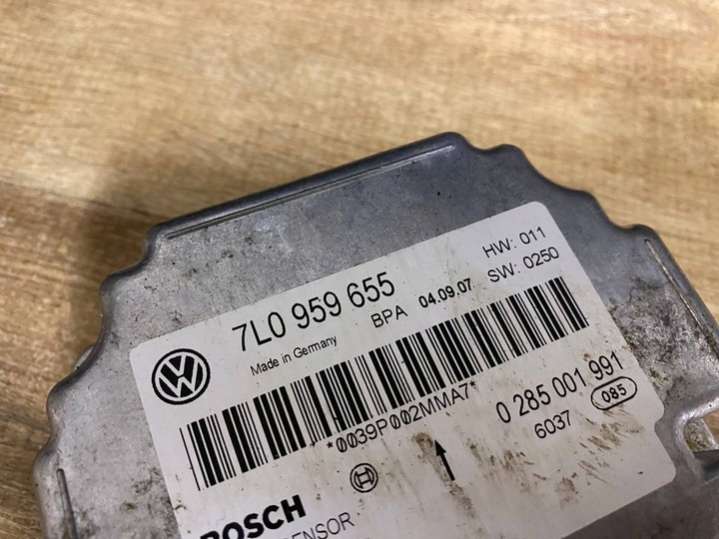 HW: 011
7L0 959 655 BPA 04.09.07 SW: 0250
Made in Germany
*0039P002MMA7*
0 285 001 991
6037 085
BOSCH